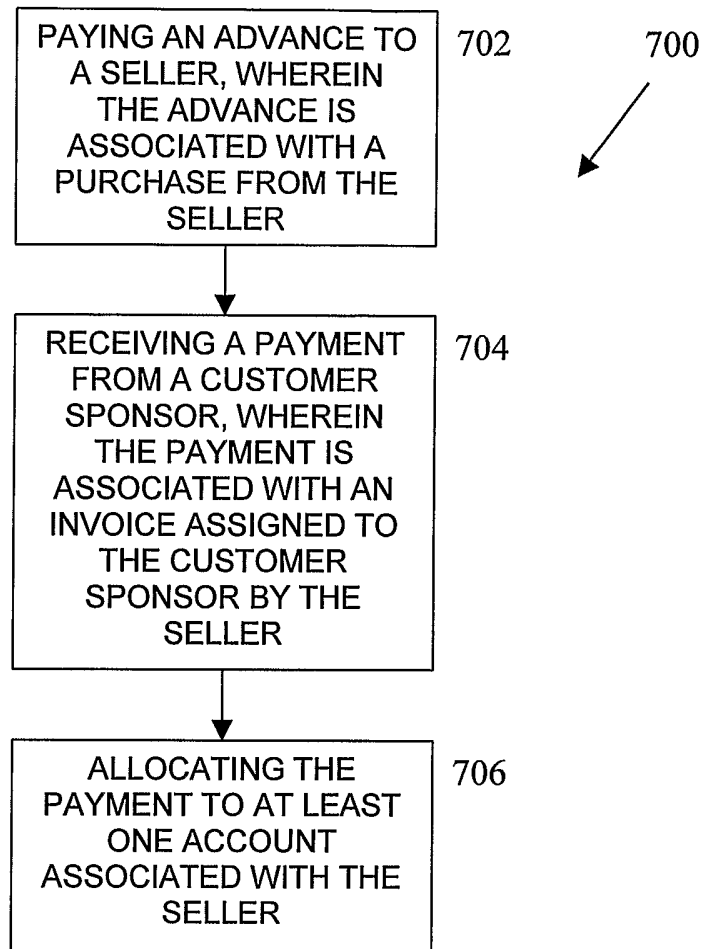 PAYING AN ADVANCE TO
A SELLER, WHEREIN
THE ADVANCE IS
ASSOCIATED WITH A
PURCHASE FROM THE
SELLER
702
700
RECEIVING A PAYMENT
FROM A CUSTOMER
SPONSOR, WHEREIN
THE PAYMENT IS
ASSOCIATED WITH AN
INVOICE ASSIGNED TO
THE CUSTOMER
SPONSOR BY THE
SELLER
704
ALLOCATING THE
PAYMENT TO AT LEAST
ONE ACCOUNT
ASSOCIATED WITH THE
SELLER
706